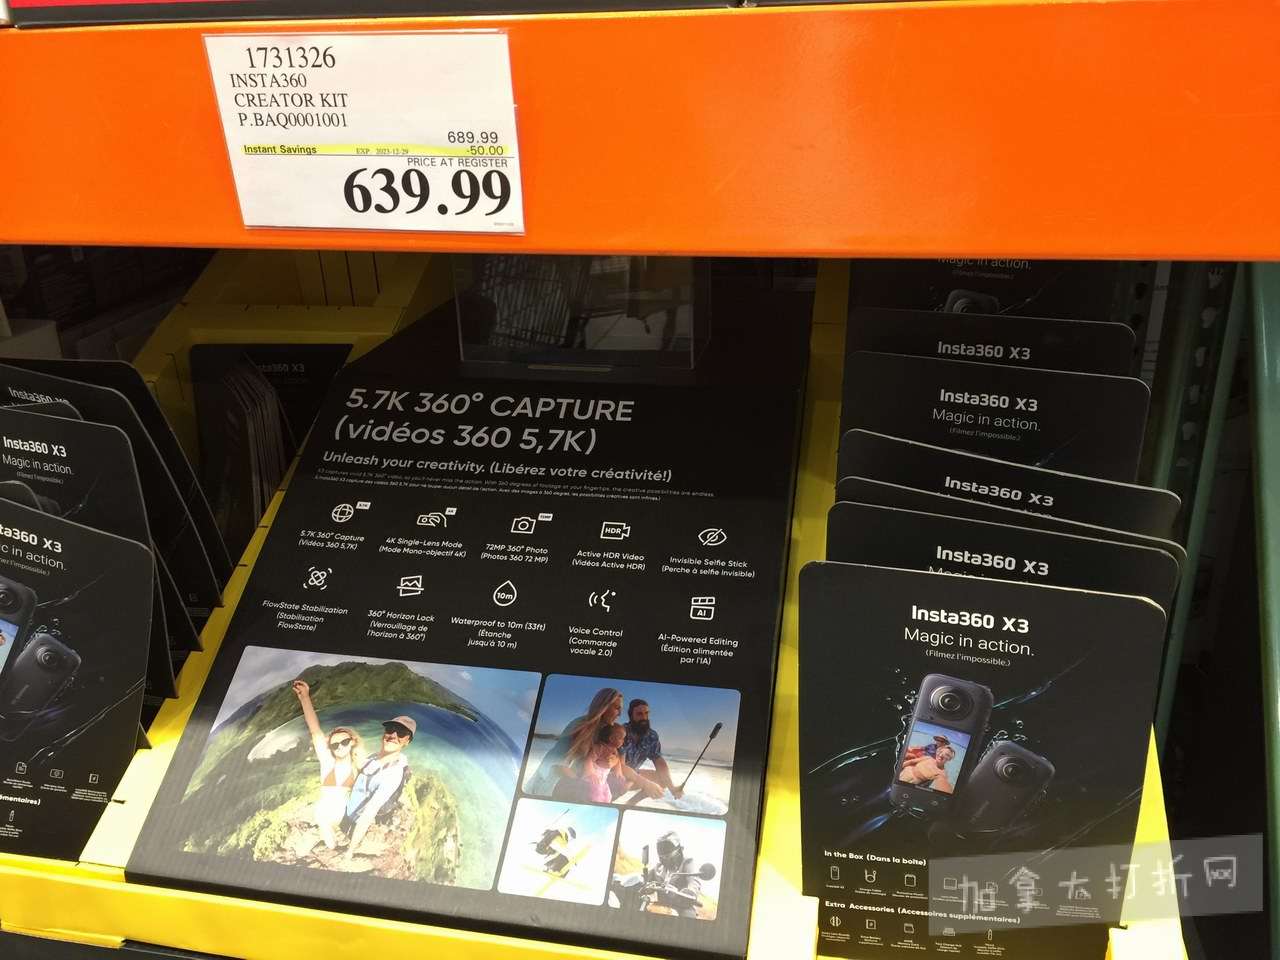 1731326
INSTA360
CREATOR KIT
P.BAQ0001001
689.99
Instant Savings EXP. 2023-12-29 -50.00
PRICE AT REGISTER
639.99
5.7K 360° CAPTURE
(vidéos 360 5,7K)
Unleash your creativity. (Libérez votre créativité!)
5.7K 360° Capture
(Vidéos 360 5,7K)
4K Single-Lens Mode
(Mode Mono-objectif 4K)
72MP 360° Photo
(Photos 360 72 MP)
HDR
Active HDR Video
(Vidéos Active HDR)
Invisible Selfie Stick
(Perche à selfie invisible)
FlowState Stabilization
(Stabilisation
FlowState)
360° Horizon Lock
(Verrouillage de
l'horizon à 360°)
10m
Waterproof to 10m (33ft)
(Étanche
jusqu'à 10 m)
Voice Control
(Commande
vocale 2.0)
AI
AI-Powered Editing
(Édition alimentée
par l'IA)
Magic in action.
(Filmez l'impossible.)
Insta360 X3
Insta360 X3
Magic in action.
(Filmez l'impossible.)
Insta360 X3
Insta360 X3
Insta360 X3
Magic in action.
(Filmez l'impossible.)
In the Box (Dans la boîte)
Extra Accessories (Accessoires supplémentaires)
Insta360 X3
Insta360 X3
Magic in action.
(Filmez l'impossible.)
加拿大打折网